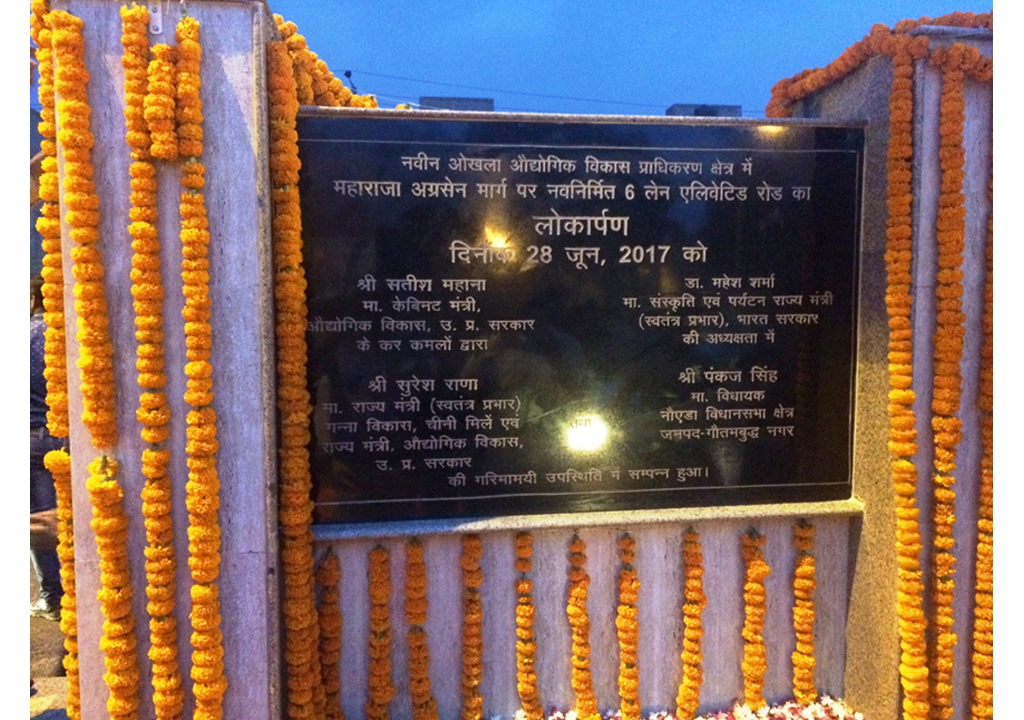 नवीन ओखला औद्योगिक विकास प्राधिकरण क्षेत्र में
महाराजा अग्रसेन मार्ग पर नवनिर्मित 6 लेन एलिवेटिड रोड का
लोकार्पण
दिनांक 28 जून, 2017 को
श्री सतीश महाना
मा. केबिनट मंत्री,
औद्योगिक विकास, उ. प्र. सरकार
के कर कमलों द्वारा
डा. महेश शर्मा
मा. संस्कृति एवं पर्यटन राज्य मंत्री
(स्वतंत्र प्रभार), भारत सरकार
की अध्यक्षता में
श्री सुरेश राणा
मा. राज्य मंत्री (स्वतंत्र प्रभार)
गन्ना विकास, चीनी मिलें एवं
राज्य मंत्री, औद्योगिक विकास,
उ. प्र. सरकार
तथा
श्री पंकज सिंह
मा. विधायक
नौएडा विधानसभा क्षेत्र
जनपद-गौतमबुद्ध नगर
की गरिमामयी उपस्थिति में सम्पन्न हुआ।